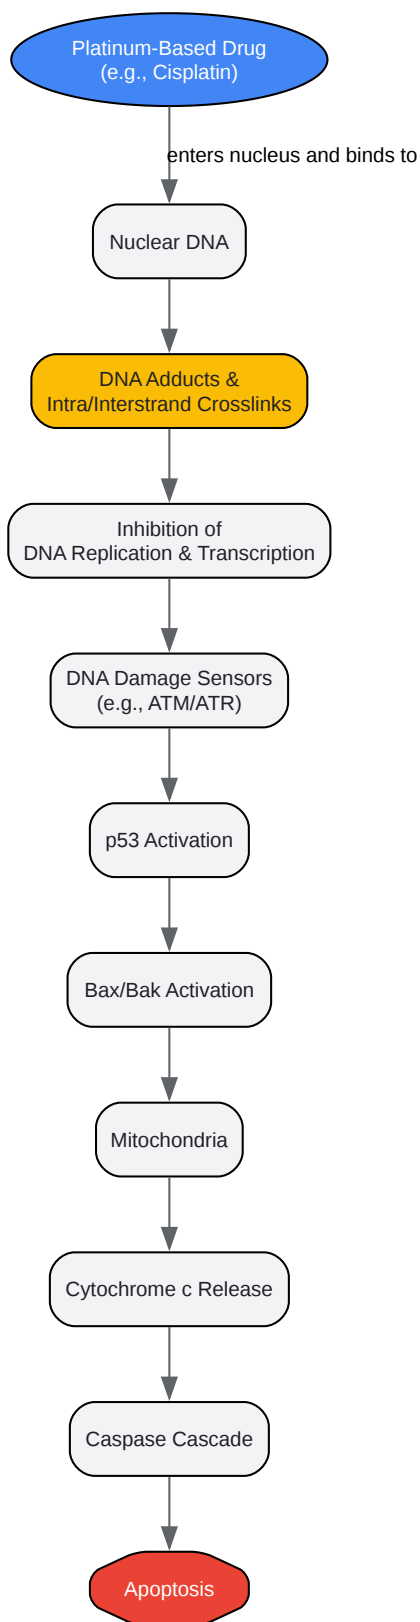 Platinum-Based Drug
(e.g., Cisplatin)
enters nucleus and binds to
Nuclear DNA
DNA Adducts &
Intra/Interstrand Crosslinks
Inhibition of
DNA Replication & Transcription
DNA Damage Sensors
(e.g., ATM/ATR)
p53 Activation
Bax/Bak Activation
Mitochondria
Cytochrome c Release
Caspase Cascade
Apoptosis